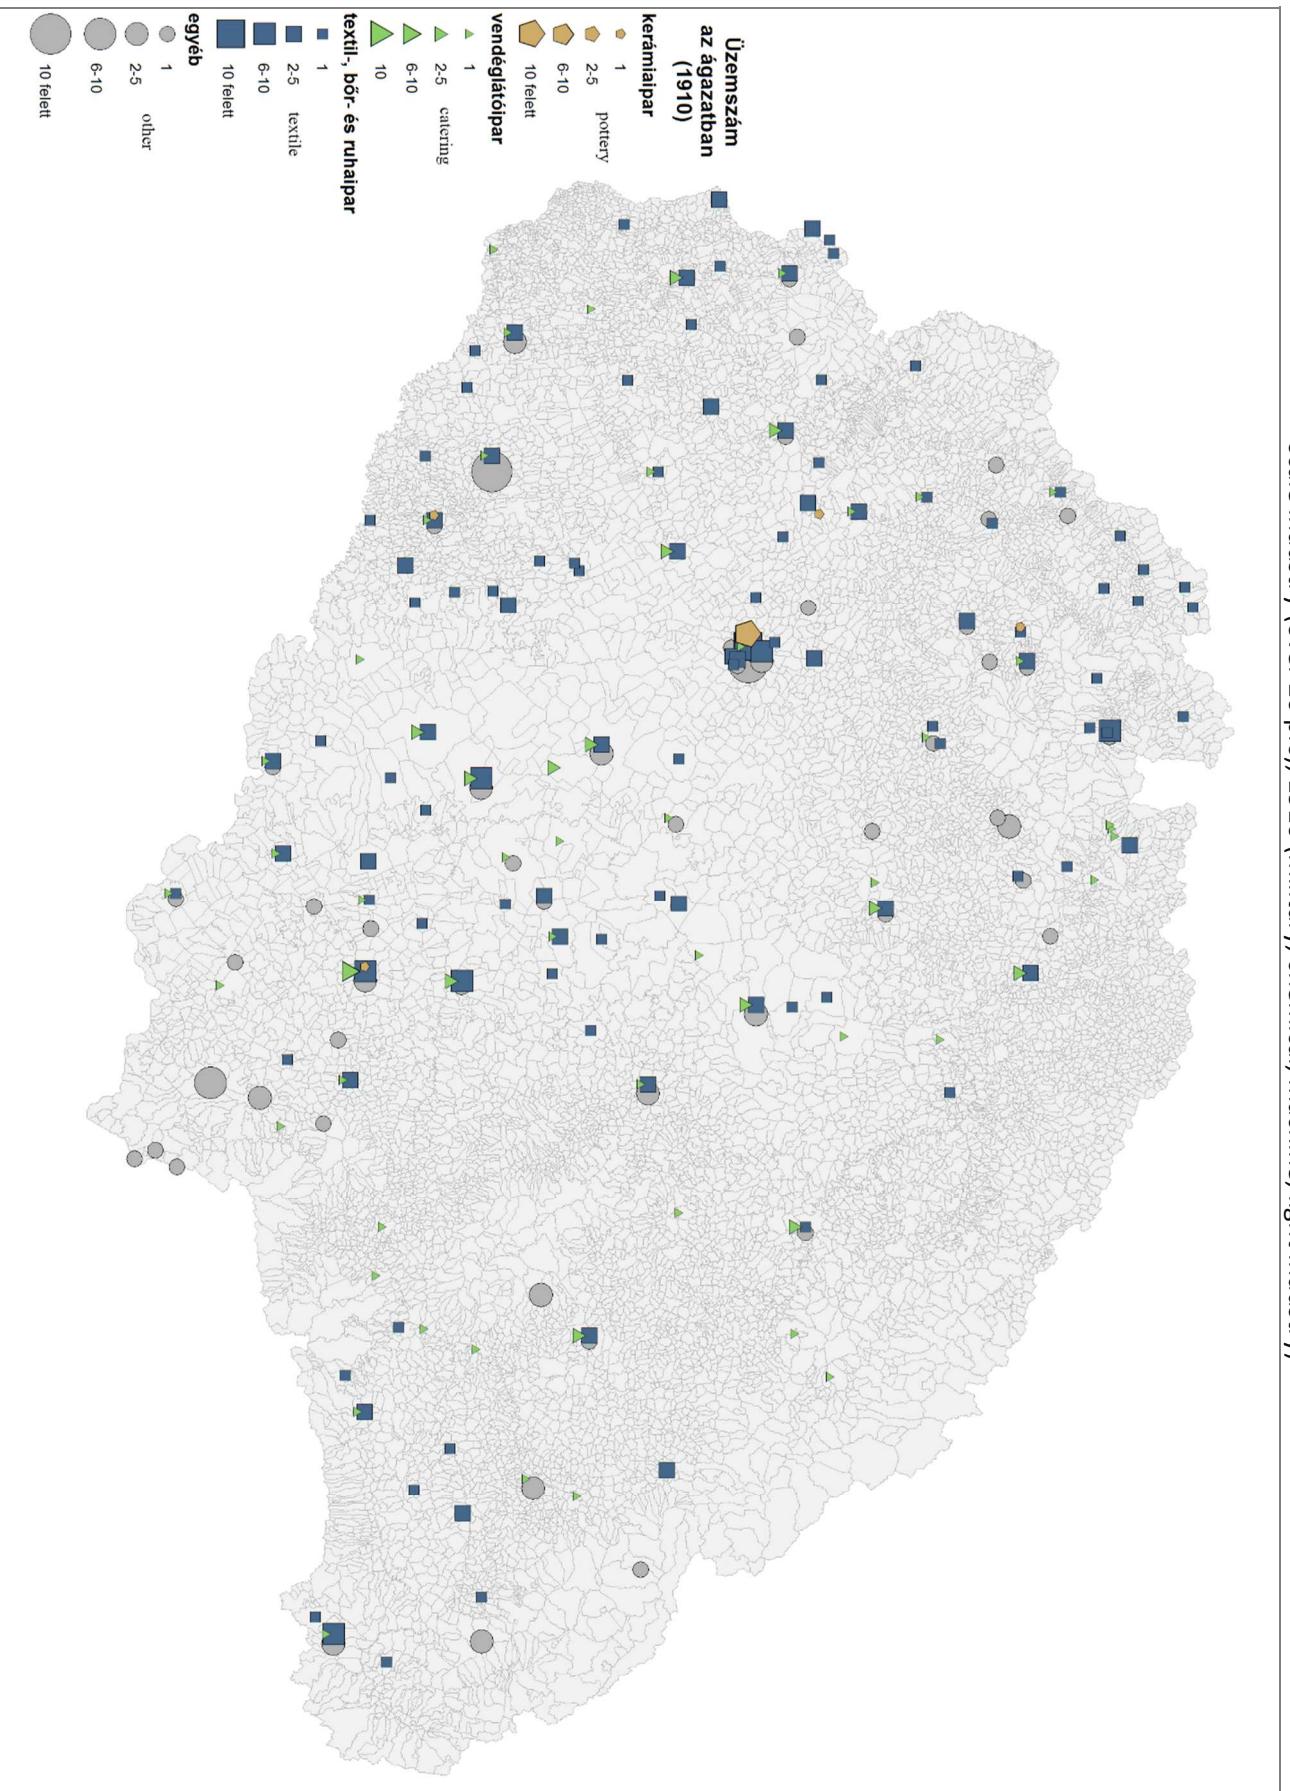 Üzemszám
az ágazatban
(1910)
kerámiaipar
1
2-5
6-10
10 felett
pottery
vendéglátóipar
1
2-5
6-10
10
catering
textil-, bőr- és ruhaipar
1
2-5
6-10
10 felett
textile
egyéb
1
2-5
6-10
10 felett
other